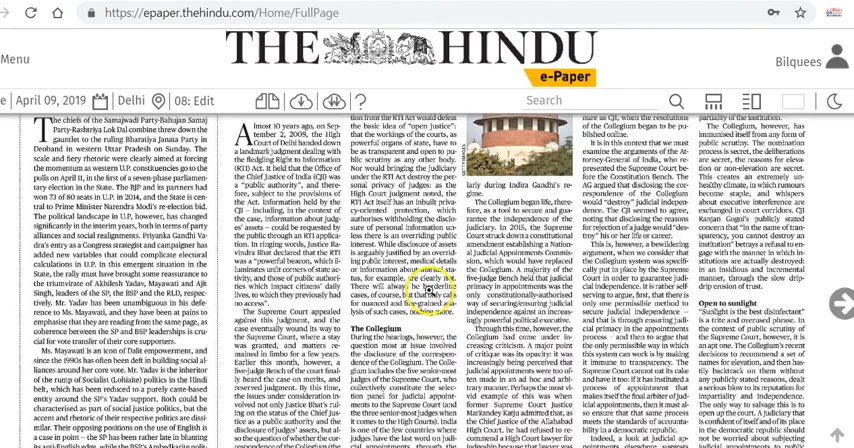 https://epaper.thehindu.com/Home/FullPage
THE HINDU
e-Paper
Menu
Bilquees
e | April 09, 2019
Delhi
08: Edit
Search
The chiefs of the Samajwadi Party-Bahujan Samaj
Party-Rashtriya Lok Dal combine threw down the
gauntlet to the ruling Bharatiya Janata Party in
Deoband in western Uttar Pradesh on Sunday. The
scale and fiery rhetoric were clearly aimed at forcing
the momentum as western U.P. constituencies go to the
polls on April 11, in the first of a seven-phase parliamen-
tary election in the State. The BJP and its partners had
won 73 of 80 seats in U.P. in 2014, and the State is cen-
tral to Prime Minister Narendra Modi's re-election bid.
The political landscape in U.P., however, has changed
significantly in the interim years, both in terms of party
alliances and social realignments. Priyanka Gandhi Va-
dra's entry as a Congress strategist and campaigner has
added new variables that could complicate electoral
calculations in U.P. In this emergent situation in the
State, the rally must have brought some reassurance to
the triumvirate of Akhilesh Yadav, Mayawati and Ajit
Singh, leaders of the SP, the BSP and the RLD, respec-
tively. Mr. Yadav has been unambiguous in his defe-
rence to Ms. Mayawati, and they have been at pains to
emphasise that they are reading from the same page, as
coherence between the SP and BSP leaderships is cru-
cial for vote transfer of their core supporters.
Ms. Mayawati is an icon of Dalit empowerment, and
since the 1990s has often been deft in building social al-
liances around her core vote. Mr. Yadav is the inheritor
of the rump of Socialist (Lohiaite) politics in the Hindi
belt, which has been reduced to a purely caste-based
entity around the SP's Yadav support. Both could be
characterised as part of social justice politics, but the
accent and rhetoric of their respective politics are dissi-
milar. Their opposing positions on the use of English is
a case in point – the SP has been rather late in blunting
Almost 10 years ago, on Sep-
tember 2, 2009, the High
Court of Delhi handed down
a landmark judgment dealing with
the fledgling Right to Information
(RTI) Act. It held that the Office of
the Chief Justice of India (CJI) was
a "public authority", and therefore,
subject to the provisions of
the Act. Information held by the
CJI – including, in the context of
the case, information about judg-
es' assets – could be requested by
the public through an RTI applica-
tion. In ringing words, Justice Ra-
vindra Bhat declared that the RTI
was a "powerful beacon, which il-
luminates unlit corners of state ac-
tivity, and those of public authori-
ties which impact citizens' daily
lives, to which they previously had
no access".
The Supreme Court appealed
against this judgment, and the
case eventually wound its way to
the Supreme Court, where a stay
was granted, and matters re-
mained in limbo for a few years.
Earlier this month, however, a
five-judge Bench of the court final-
ly heard the case on merits, and
reserved judgment. By this time,
the issues under consideration in-
volved not only Justice Bhat's rul-
ing on the status of the Chief Jus-
tice as a public authority and the
disclosure of judges' assets, but al-
so the question of whether the cor-
tion from the RTI Act would defeat
the basic idea of "open justice":
that the workings of the courts, as
powerful organs of state, have to
be as transparent and open to pu-
blic scrutiny as any other body.
Nor would bringing the judiciary
under the RTI Act destroy the per-
sonal privacy of judges: as the
High Court judgment noted, the
RTI Act itself has an inbuilt priva-
cy-oriented protection, which
authorises withholding the disclo-
sure of personal information un-
less there is an overriding public
interest. While disclosure of assets
is arguably justified by an overrid-
ing public interest, medical details
or information about marital sta-
tus, for example, are clearly not.
There will always be borderline
cases, of course, but that only calls
for nuanced and fine-grained ana-
lysis of such cases, nothing more.
The Collegium
During the hearings, however, the
question most at issue involved
the disclosure of the correspon-
dence of the Collegium. The Colle-
gium includes the five senior-most
judges of the Supreme Court, who
collectively constitute the selec-
tion panel for judicial appoint-
ments to the Supreme Court (and
the three senior-most judges when
it comes to the High Courts). India
is one of the few countries where
judges have the last word on judi-
GETTY IMAGES
larly during Indira Gandhi's re-
gime.
The Collegium began life, there-
fore, as a tool to secure and gua-
rantee the independence of the
judiciary. In 2015, the Supreme
Court struck down a constitutional
amendment establishing a Nation-
al Judicial Appointments Commis-
sion, which would have replaced
the Collegium. A majority of the
five-judge Bench held that judicial
primacy in appointments was the
only constitutionally-authorised
way of securing/ensuring judicial
independence against an increas-
ingly powerful political executive.
Through this time, however, the
Collegium had come under in-
creasing criticism. A major point
of critique was its opacity: it was
increasingly being perceived that
judicial appointments were too of-
ten made in an ad hoc and arbit-
rary manner. Perhaps the most vi-
vid example of this was when
former Supreme Court Justice
Markandey Katju admitted that, as
the Chief Justice of the Allahabad
High Court, he had refused to re-
commend a High Court lawyer for
nure as CJI, when the resolutions
of the Collegium began to be pu-
blished online.
It is in this context that we must
examine the arguments of the At-
torney-General of India, who re-
presented the Supreme Court be-
fore the Constitution Bench. The
AG argued that disclosing the cor-
respondence of the Collegium
would "destroy" judicial indepen-
dence. The CJI seemed to agree,
noting that disclosing the reasons
for rejection of a judge would "des-
troy" his or her life or career.
This is, however, a bewildering
argument, when we consider that
the Collegium system was specifi-
cally put in place by the Supreme
Court in order to guarantee judi-
cial independence. It is rather self-
serving to argue, first, that there is
only one permissible method to
secure judicial independence –
and that is through ensuring judi-
cial primacy in the appointments
process – and then to argue that
the only permissible way in which
this system can work is by making
it immune to transparency. The
Supreme Court cannot eat its cake
and have it too: if it has instituted a
process of appointment that
makes itself the final arbiter of judi-
cial appointments, then it must al-
so ensure that that same process
meets the standards of accounta-
bility in a democratic republic.
Indeed, a look at judicial ap-
partiality of the institution.
The Collegium, however, has
immunised itself from any form of
public scrutiny. The nomination
process is secret, the deliberations
are secret, the reasons for eleva-
tion or non-elevation are secret.
This creates an extremely un-
healthy climate, in which rumours
become staple, and whispers
about executive interference are
exchanged in court corridors. CJI
Ranjan Gogoi's publicly stated
concern that "in the name of trans-
parency, you cannot destroy an in-
stitution" betrays a refusal to en-
gage with the manner in which in-
stitutions are actually destroyed:
in an insidious and incremental
manner, through the slow drip-
drip erosion of trust.
Open to sunlight
"Sunlight is the best disinfectant"
is a trite and overused phrase. In
the context of public scrutiny of
the Supreme Court, however, it is
an apt one. The Collegium's recent
decisions to recommend a set of
names for elevation, and then has-
tily backtrack on them without
any publicly stated reasons, dealt
a serious blow to its reputation for
impartiality and independence.
The only way to salvage this is to
open up the court. A judiciary that
is confident of itself and of its place
in the democratic republic should
not be worried about subjecting